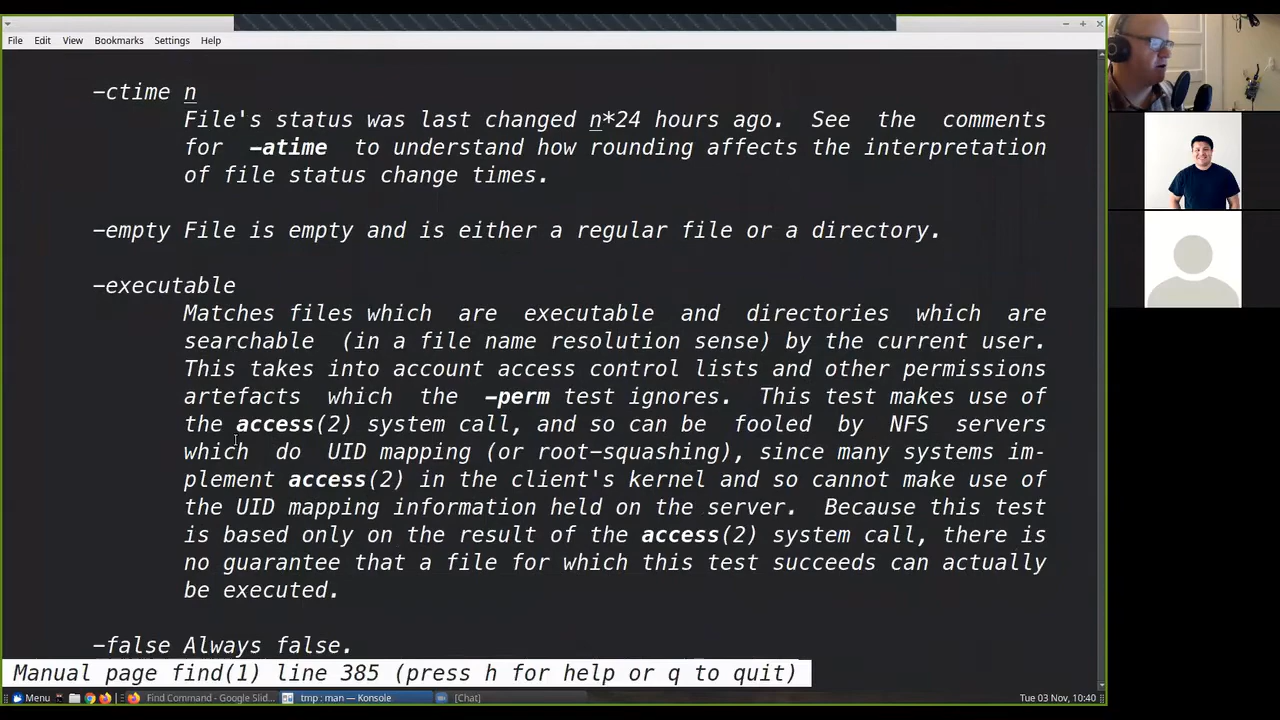 File Edit View Bookmarks Settings Help
-ctime n
File's status was last changed n*24 hours ago. See the comments
for -atime to understand how rounding affects the interpretation
of file status change times.
-empty File is empty and is either a regular file or a directory.
-executable
Matches files which are executable and directories which are
searchable (in a file name resolution sense) by the current user.
This takes into account access control lists and other permissions
artefacts which the -perm test ignores. This test makes use of
the access(2) system call, and so can be fooled by NFS servers
which do UID mapping (or root-squashing), since many systems im-
plement access(2) in the client's kernel and so cannot make use of
the UID mapping information held on the server. Because this test
is based only on the result of the access(2) system call, there is
no guarantee that a file for which this test succeeds can actually
be executed.
-false Always false.
Manual page find(1) line 385 (press h for help or q to quit)
Menu Find Command - Google Slid... tmp : man — Konsole [Chat] Tue 03 Nov, 10:40